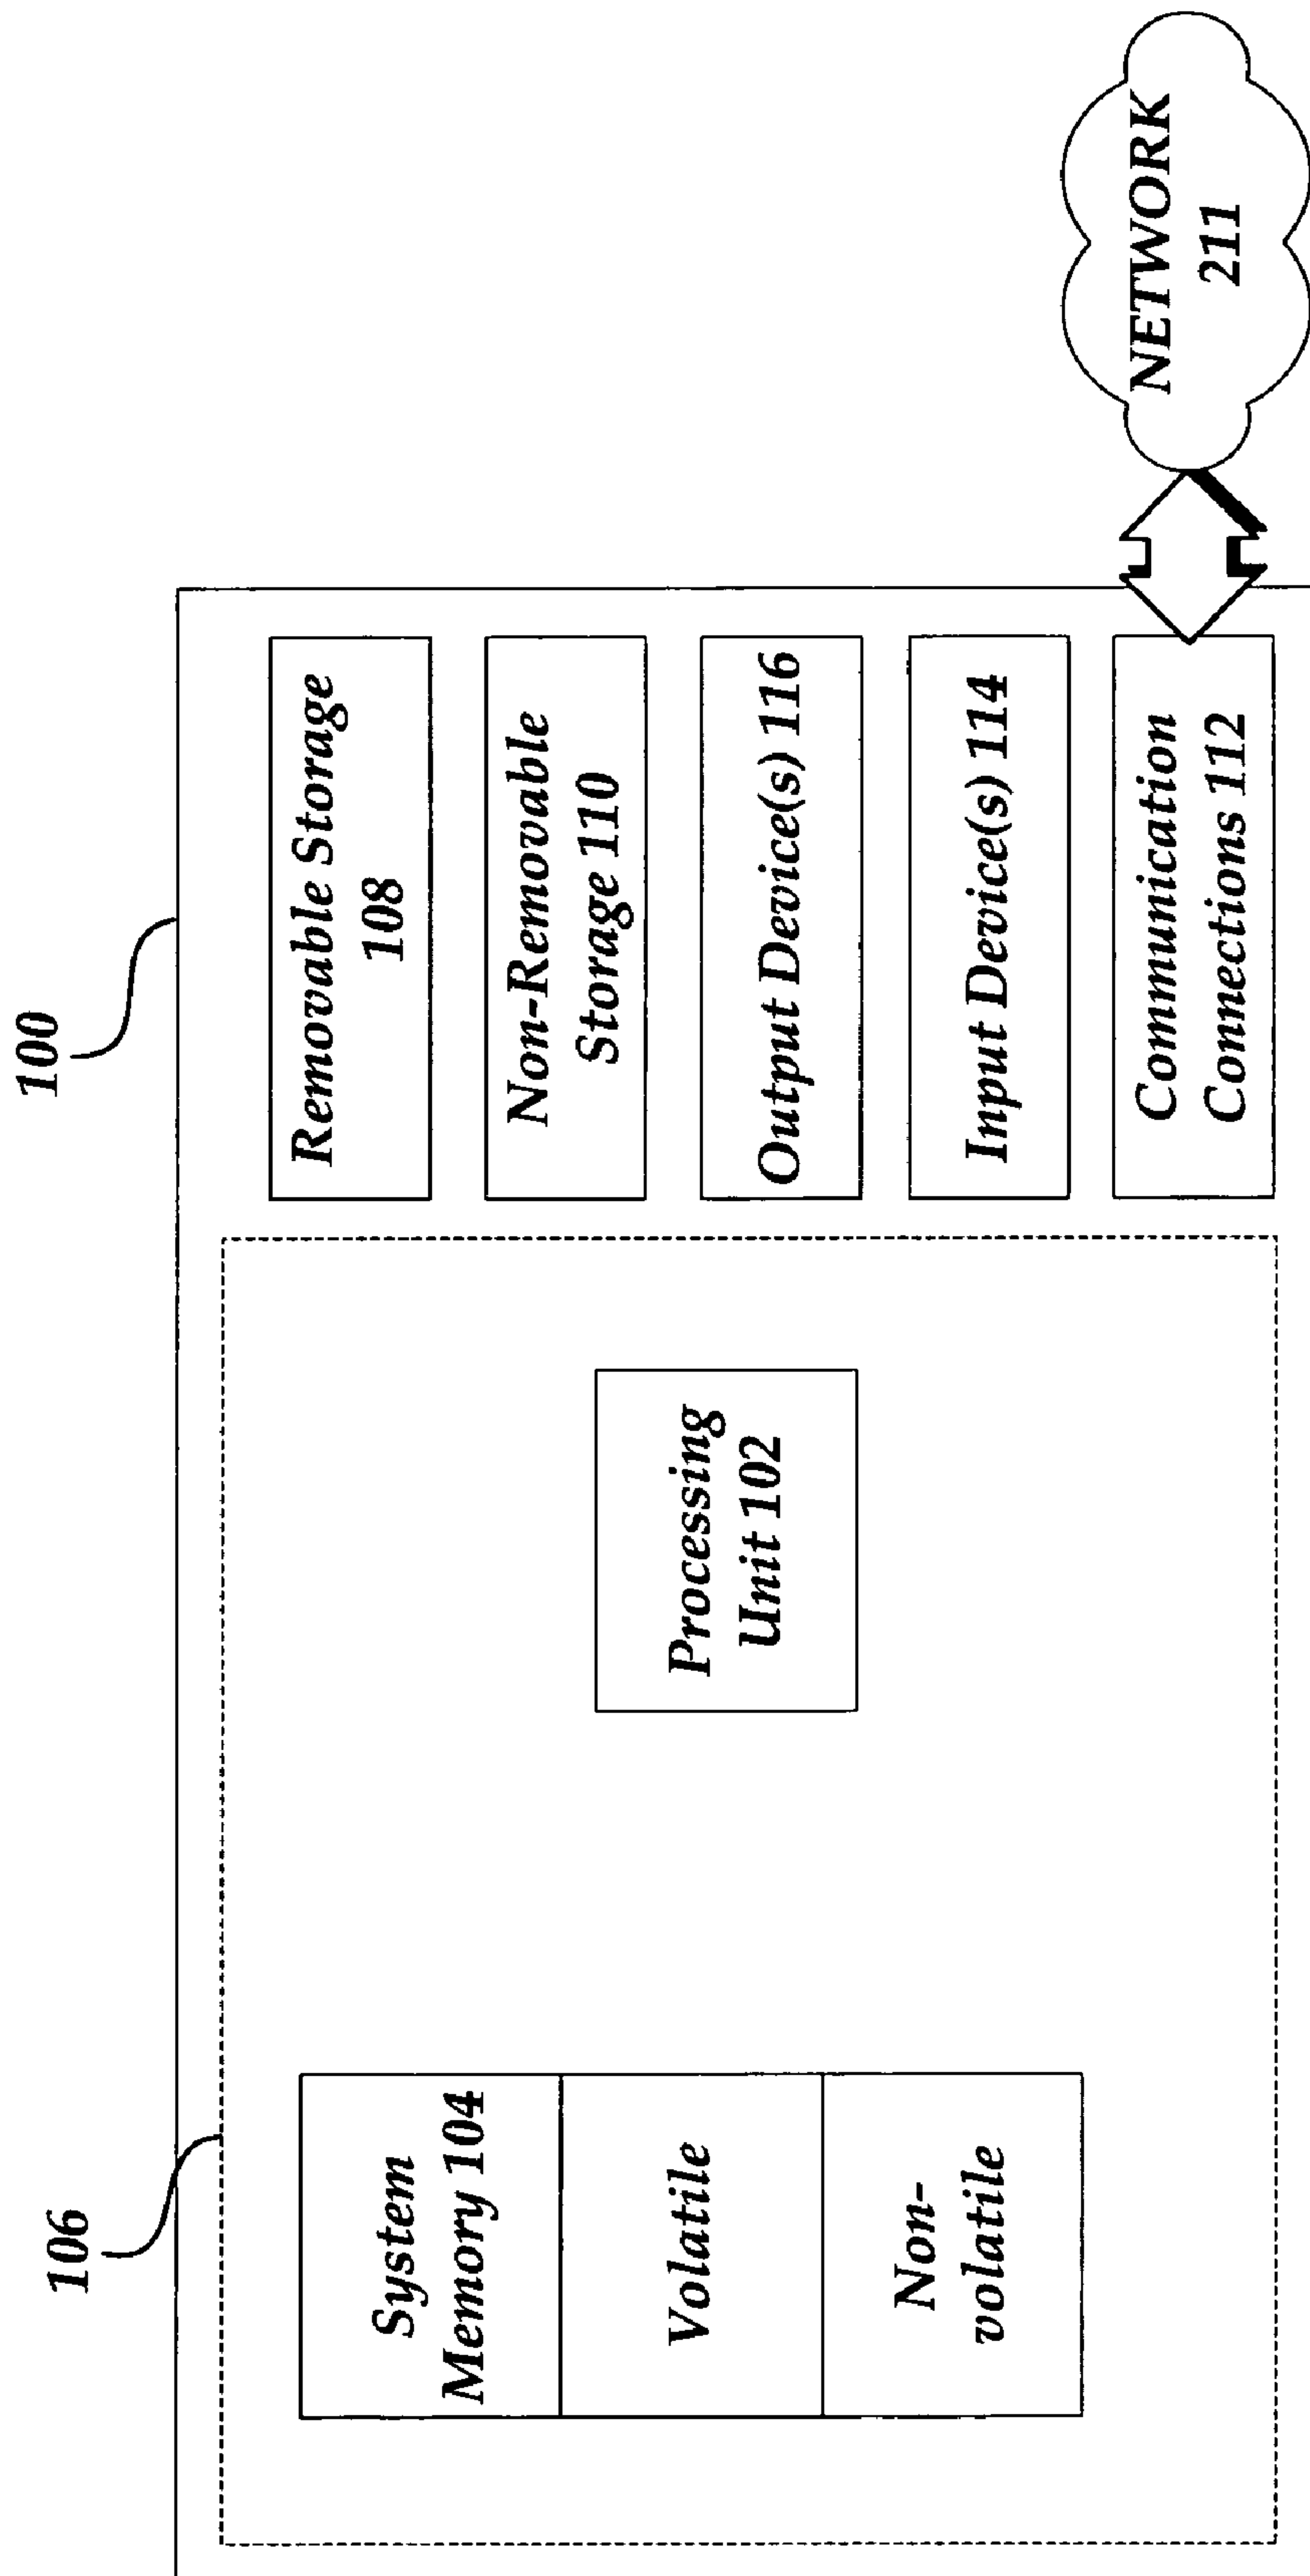 100
106
System
Memory 104
Volatile
Non-
volatile
Processing
Unit 102
Removable Storage
108
Non-Removable
Storage 110
Output Device(s) 116
Input Device(s) 114
Communication
Connections 112
NETWORK
211